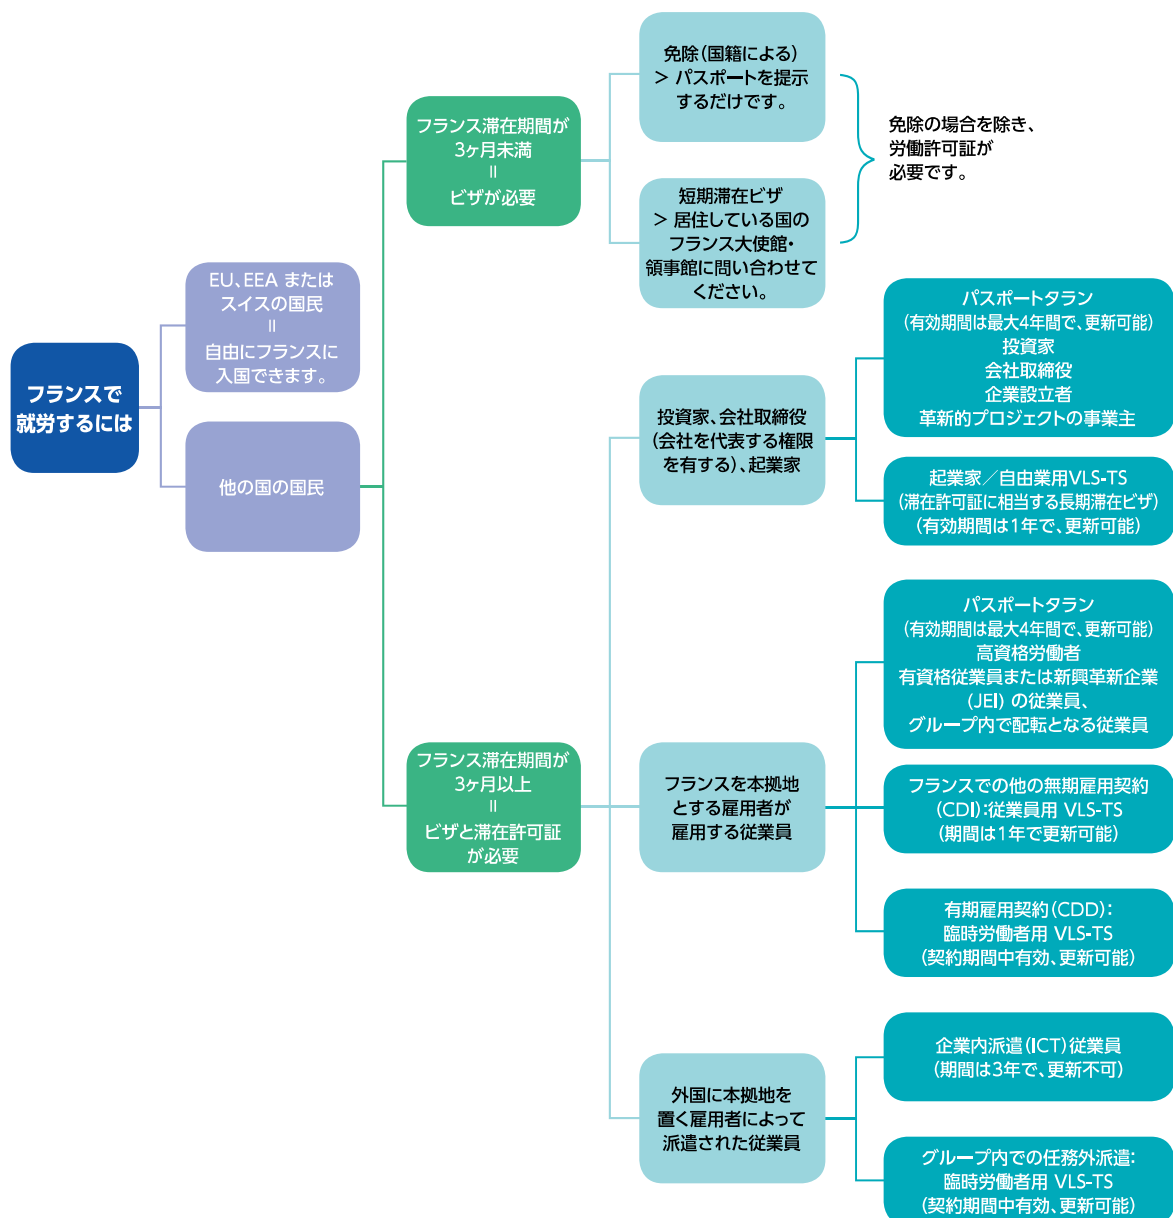 フランスで
就労するには
EU、EEA または
スイスの国民
=
自由にフランスに
入国できます。
他の国の国民
フランス滞在期間が
3ヶ月未満
=
ビザが必要
免除（国籍による）
> パスポートを提示
するだけです。
短期滞在ビザ
> 居住している国の
フランス大使館・
領事館に問い合わせて
ください。
免除の場合を除き、
労働許可証が
必要です。
フランス滞在期間が
3ヶ月以上
=
ビザと滞在許可証
が必要
投資家、会社取締役
（会社を代表する権限
を有する）、起業家
パスポートタラン
（有効期間は最大4年間で、更新可能）
投資家
会社取締役
企業設立者
革新的プロジェクトの事業主
起業家／自由業用VLS-TS
（滞在許可証に相当する長期滞在ビザ）
（有効期間は1年で、更新可能）
フランスを本拠地
とする雇用者が
雇用する従業員
パスポートタラン
（有効期間は最大4年間で、更新可能）
高資格労働者
有資格従業員または新興革新企業
（JEI）の従業員、
グループ内で配転となる従業員
フランスでの他の無期雇用契約
（CDI）：従業員用 VLS-TS
（期間は1年で更新可能）
有期雇用契約（CDD）：
臨時労働者用 VLS-TS
（契約期間中有効、更新可能）
外国に本拠地を
置く雇用者によって
派遣された従業員
企業内派遣（ICT）従業員
（期間は3年で、更新不可）
グループ内での任務外派遣：
臨時労働者用 VLS-TS
（契約期間中有効、更新可能）